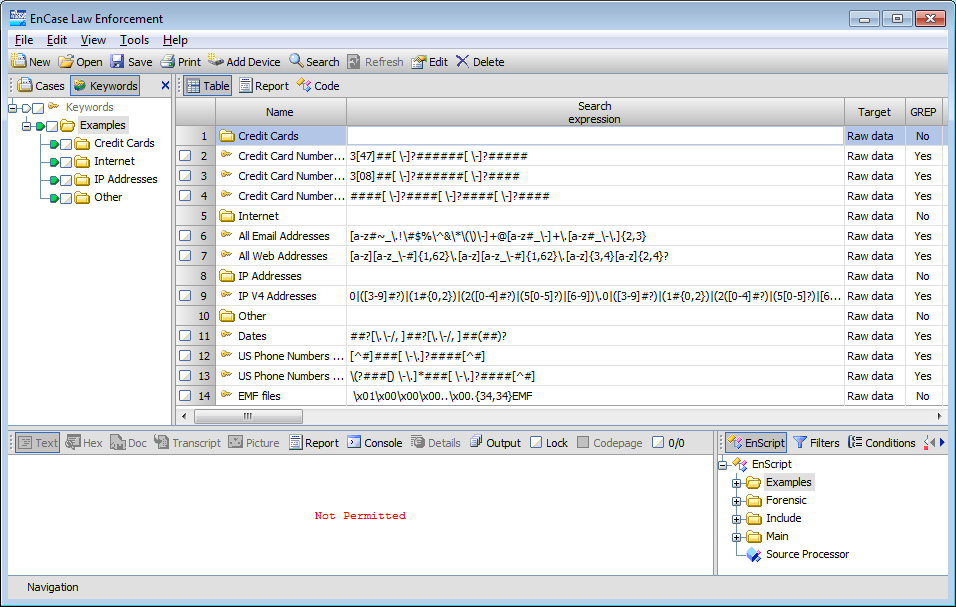 EnCase Law Enforcement
File Edit View Tools Help
New Open Save Print Add Device Search Refresh Edit Delete
Cases Keywords Table Report Code
Keywords
Examples
Credit Cards
Internet
IP Addresses
Other
Name Search expression Target GREP
1 Credit Cards Raw data No
2 Credit Card Number... 3[47]##[ \-]?######[ \-]?##### Raw data Yes
3 Credit Card Number... 3[08]##[ \-]?######[ \-]?#### Raw data Yes
4 Credit Card Number... ####[ \-]?####[ \-]?####[ \-]?#### Raw data Yes
5 Internet Raw data No
6 All Email Addresses [a-z#~_\.!\#$%\^&\*\(\)\-]+@[a-z#_\-]+\.[a-z#_\-\.]{2,3} Raw data Yes
7 All Web Addresses [a-z][a-z_\-#]{1,62}\.[a-z][a-z_\-#]{1,62}\.[a-z]{3,4}[a-z]{2,4}? Raw data Yes
8 IP Addresses Raw data No
9 IP V4 Addresses 0|([3-9]#?)|(1#{0,2})|(2([0-4]#?)|(5[0-5]?)|[6-9])\.0|([3-9]#?)|(1#{0,2})|(2([0-4]#?)|(5[0-5]?)|[6... Raw data Yes
10 Other Raw data No
11 Dates ##?[\.\-/, ]##?[\.\-/, ]##(##)? Raw data Yes
12 US Phone Numbers ... [^#]###[ \-\.]?####[^#] Raw data Yes
13 US Phone Numbers ... \(?###[) \-\.]*###[ \-\.]?####[^#] Raw data Yes
14 EMF files \x01\x00\x00\x00..\x00.{34,34}EMF Raw data No
Text Hex Doc Transcript Picture Report Console Details Output Lock Codepage 0/0
Not Permitted
EnScript Filters Conditions
EnScript
Examples
Forensic
Include
Main
Source Processor
Navigation